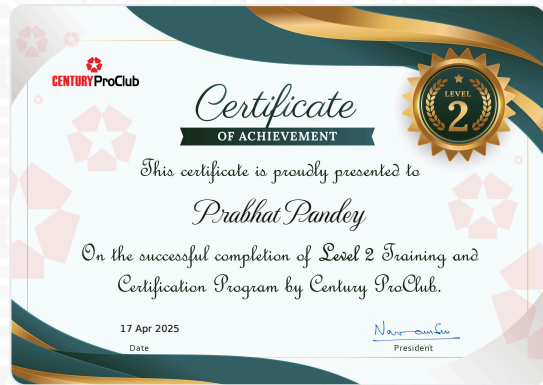 CENTURY ProClub
Certificate
OF ACHIEVEMENT
LEVEL
2
This certificate is proudly presented to
Prabhat Pandey
On the successful completion of Level 2 Training and
Certification Program by Century ProClub.
17 Apr 2025
Date
President